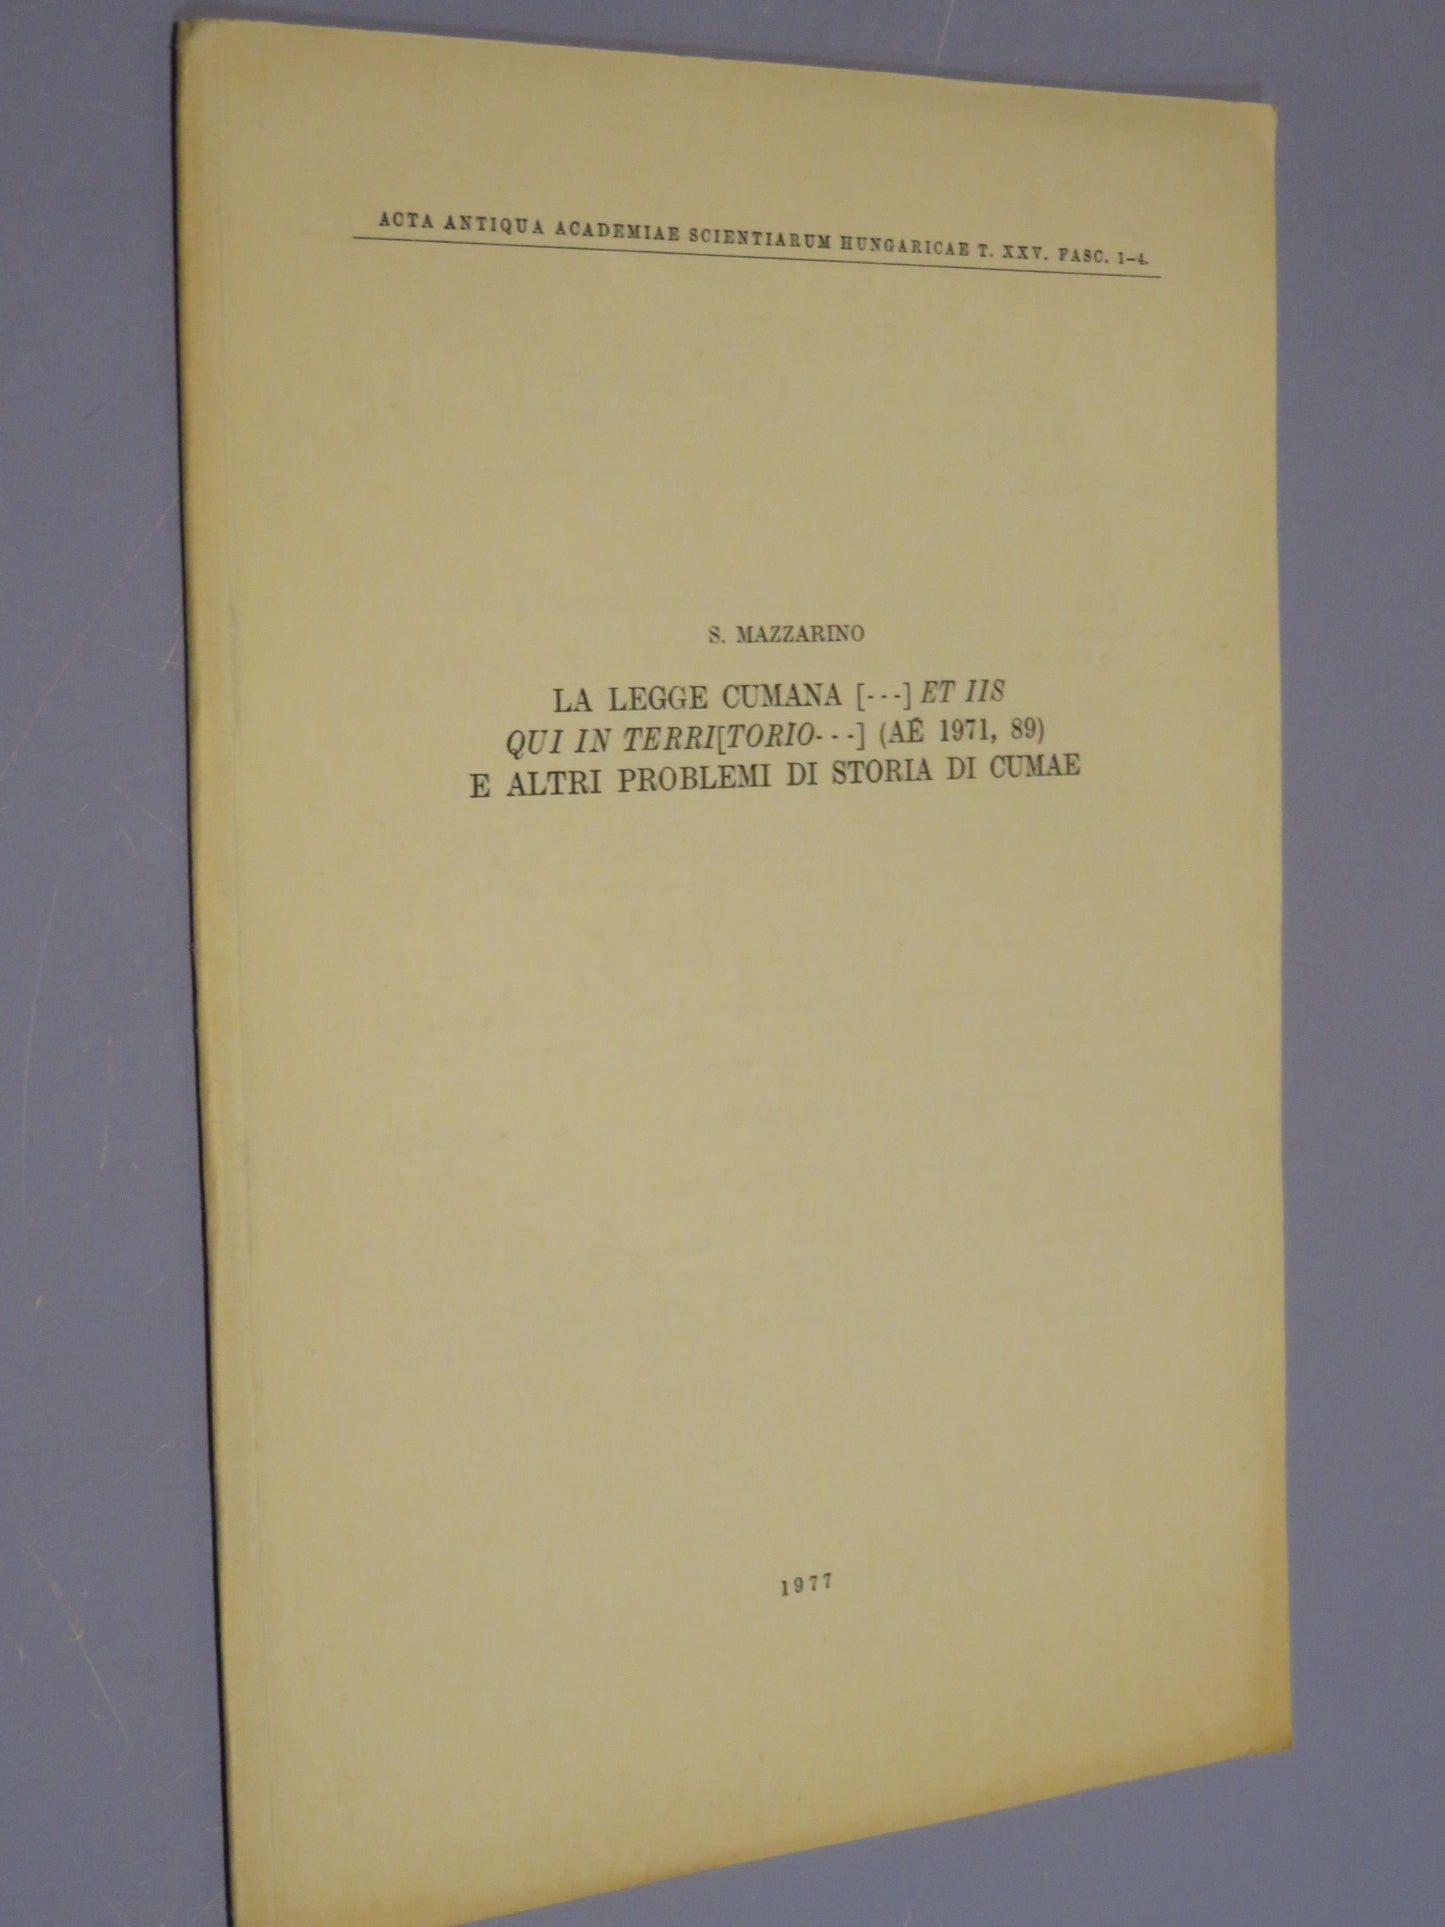 ACTA ANTIQUA ACADEMIAE SCIENTIARUM HUNGARICAE T. XXV. FASC. 1–4.
S. MAZZARINO
LA LEGGE CUMANA [---] ET IIS
QUI IN TERRI[TORIO---] (AÉ 1971, 89)
E ALTRI PROBLEMI DI STORIA DI CUMAE
1977